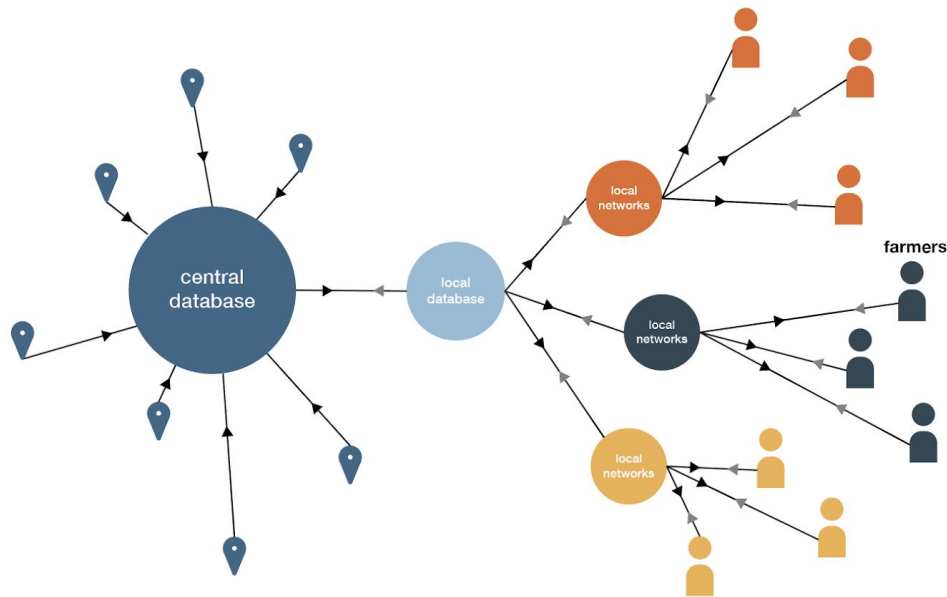 central
database
local
database
local
networks
farmers
local
networks
local
networks